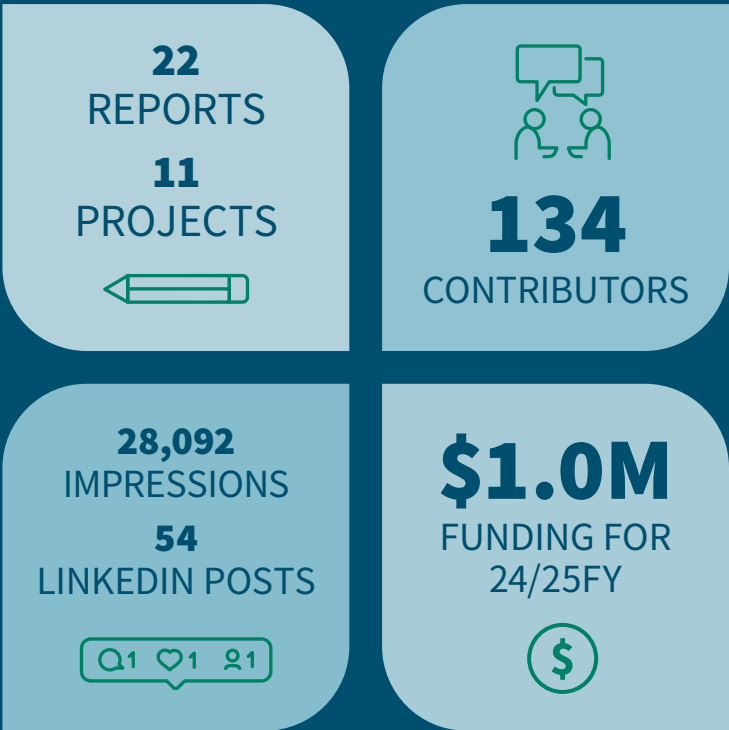 22
REPORTS
11
PROJECTS
134
CONTRIBUTORS
28,092
IMPRESSIONS
54
LINKEDIN POSTS
1 1 1
$1.0M
FUNDING FOR
24/25FY
$